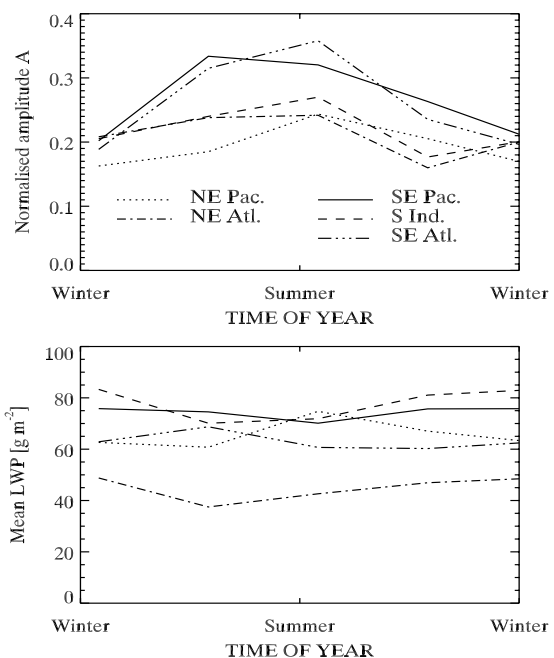 Normalised amplitude A
0.4
0.3
0.2
0.1
0.0
NE Pac.
NE Atl.
SE Pac.
S Ind.
SE Atl.
Winter Summer Winter
TIME OF YEAR
Mean LWP [g m⁻²]
100
80
60
40
20
0
Winter Summer Winter
TIME OF YEAR